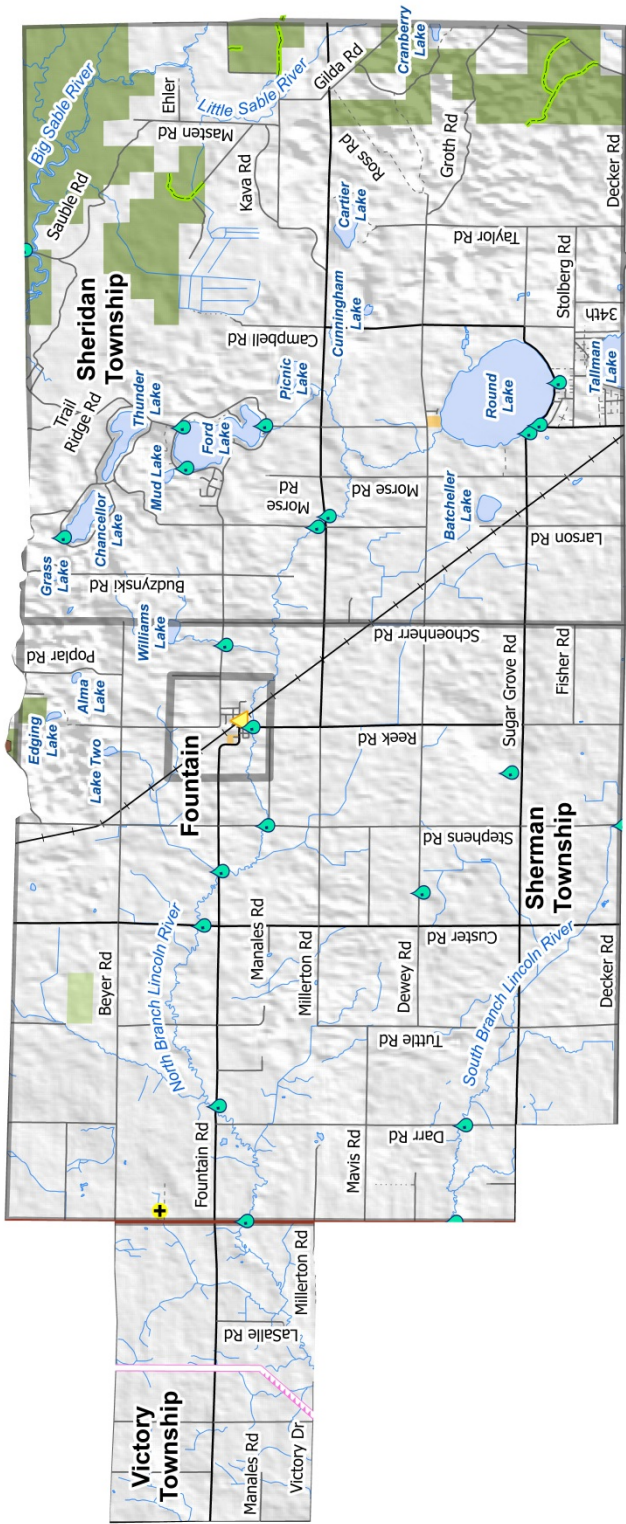 Big Sable River
Sauble Rd
Ehler
Masten Rd
Little Sable River
Kava Rd
Gilda Rd
Cranberry
Lake
Ross Rd
Groth Rd
Decker Rd
Cartier
Lake
Taylor Rd
Stolberg Rd
34th
Sheridan
Township
Campbell Rd
Cunningham
Lake
Trail
Ridge Rd
Thunder
Lake
Picnic
Lake
Ford
Lake
Mud Lake
Round
Lake
Tallman
Lake
Morse
Rd
Morse Rd
Batcheller
Lake
Larson Rd
Chancellor
Lake
Grass
Lake
Budzynski Rd
Williams
Lake
Schoenherr Rd
Poplar Rd
Alma
Lake
Edging
Lake
Lake Two
Fountain
Reek Rd
Sugar Grove Rd
Fisher Rd
Stephens Rd
Sherman
Township
North Branch Lincoln River
Beyer Rd
Manales Rd
Millerton Rd
Custer Rd
Dewey Rd
South Branch Lincoln River
Decker Rd
Tuttle Rd
Fountain Rd
Darr Rd
Mavis Rd
Millerton Rd
LaSalle Rd
Victory
Township
Manales Rd
Victory Dr